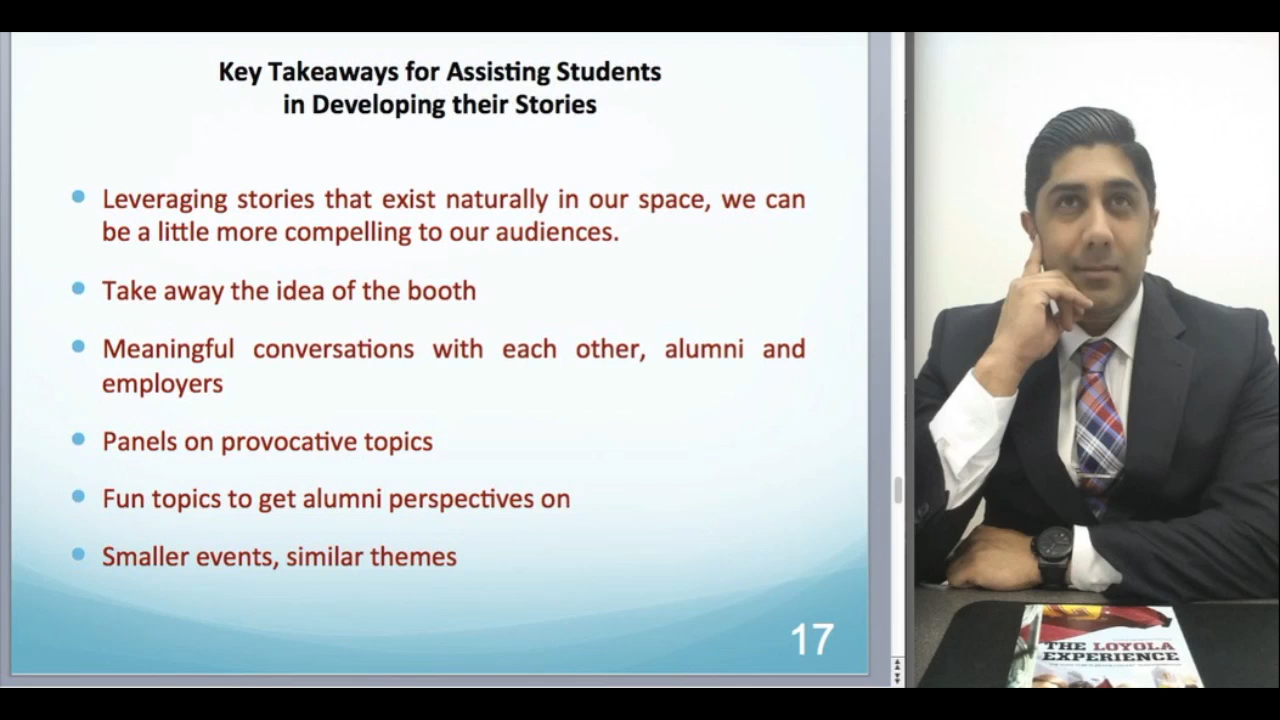 Key Takeaways for Assisting Students
in Developing their Stories
Leveraging stories that exist naturally in our space, we can
be a little more compelling to our audiences.
Take away the idea of the booth
Meaningful conversations with each other, alumni and
employers
Panels on provocative topics
Fun topics to get alumni perspectives on
Smaller events, similar themes
17
THE LOYOLA
EXPERIENCE